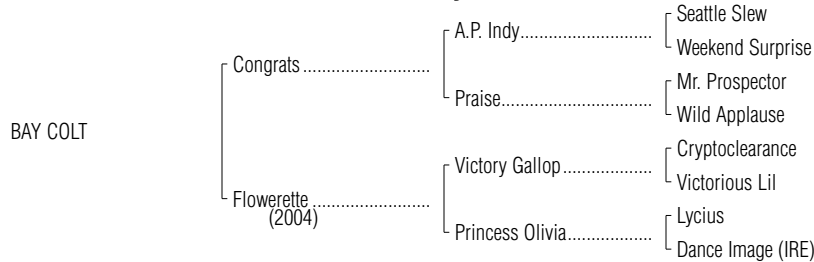 Seattle Slew
A.P. Indy
Weekend Surprise
Congrats
Mr. Prospector
Praise
Wild Applause
BAY COLT
Cryptoclearance
Victory Gallop
Victorious Lil
Flowerette
(2004)
Lycius
Princess Olivia
Dance Image (IRE)